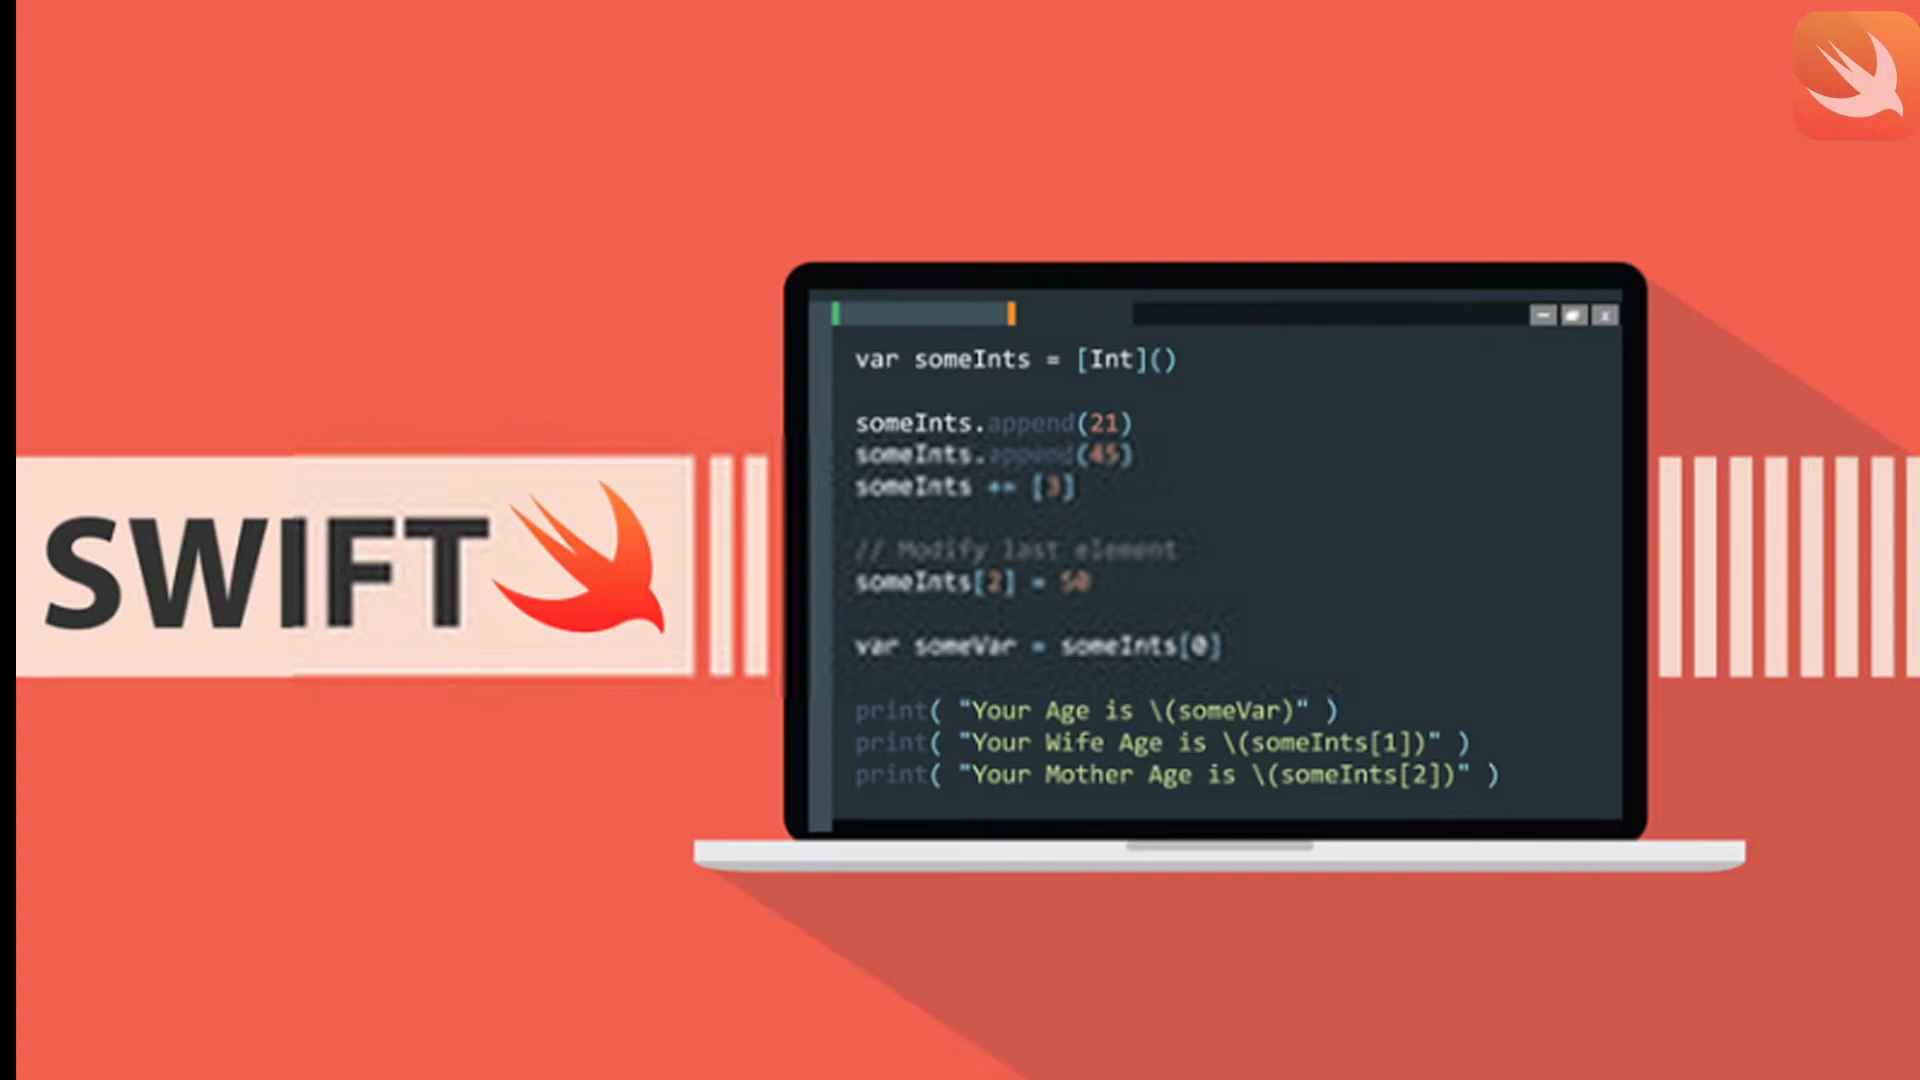 SWIFT
var someInts = [Int]()
someInts.append(21)
someInts.append(45)
someInts += [3]
// Modify last element
someInts[2] = 50
var someVar = someInts[0]
print( "Your Age is \(someVar)" )
print( "Your Wife Age is \(someInts[1])" )
print( "Your Mother Age is \(someInts[2])" )